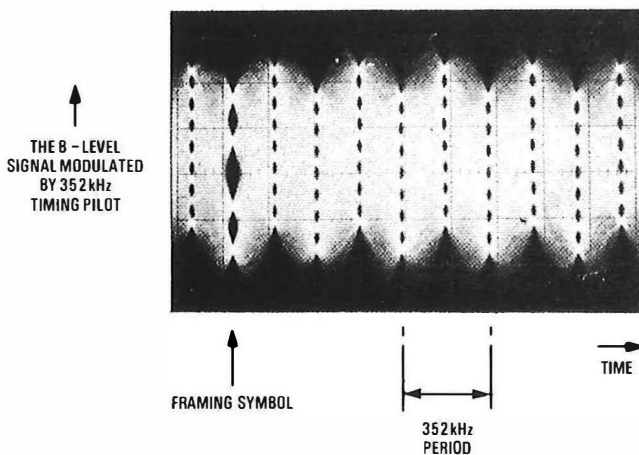 THE 8 – LEVEL
SIGNAL MODULATED
BY 352kHz
TIMING PILOT
FRAMING SYMBOL
352kHz
PERIOD
TIME